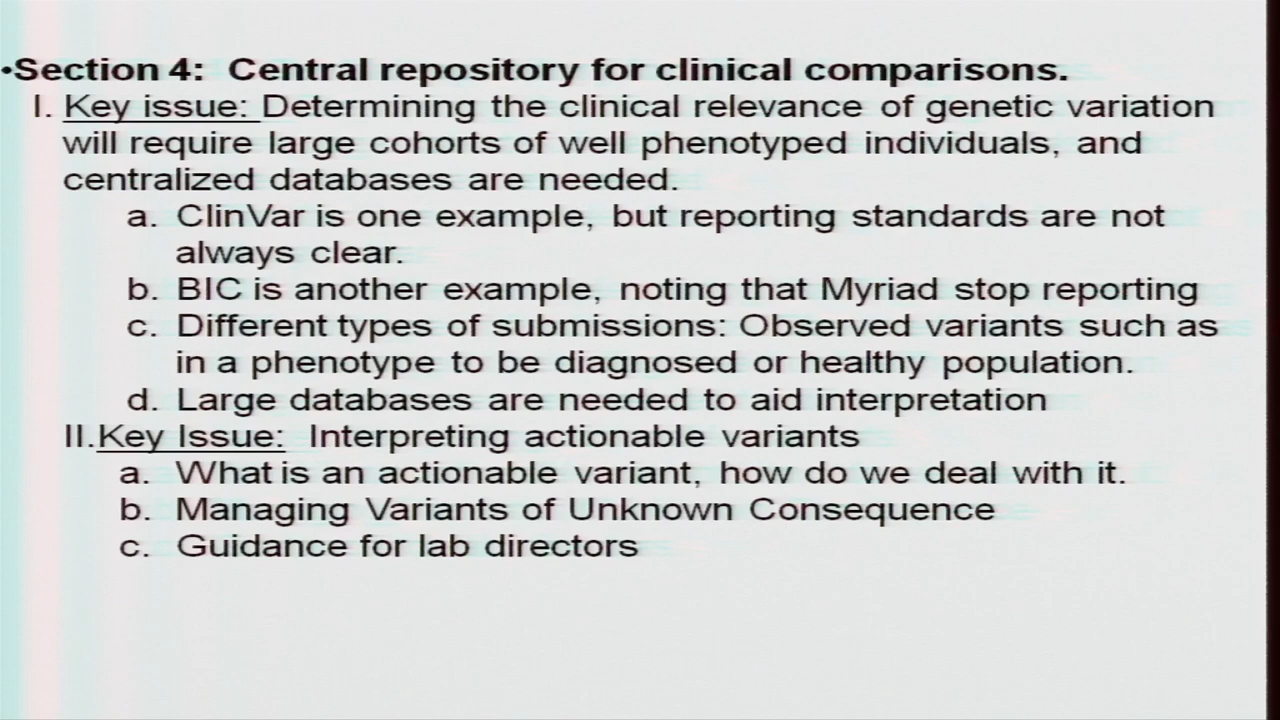 •Section 4: Central repository for clinical comparisons.
I. Key issue: Determining the clinical relevance of genetic variation
will require large cohorts of well phenotyped individuals, and
centralized databases are needed.
a. ClinVar is one example, but reporting standards are not
always clear.
b. BIC is another example, noting that Myriad stop reporting
c. Different types of submissions: Observed variants such as
in a phenotype to be diagnosed or healthy population.
d. Large databases are needed to aid interpretation
II.Key Issue: Interpreting actionable variants
a. What is an actionable variant, how do we deal with it.
b. Managing Variants of Unknown Consequence
c. Guidance for lab directors